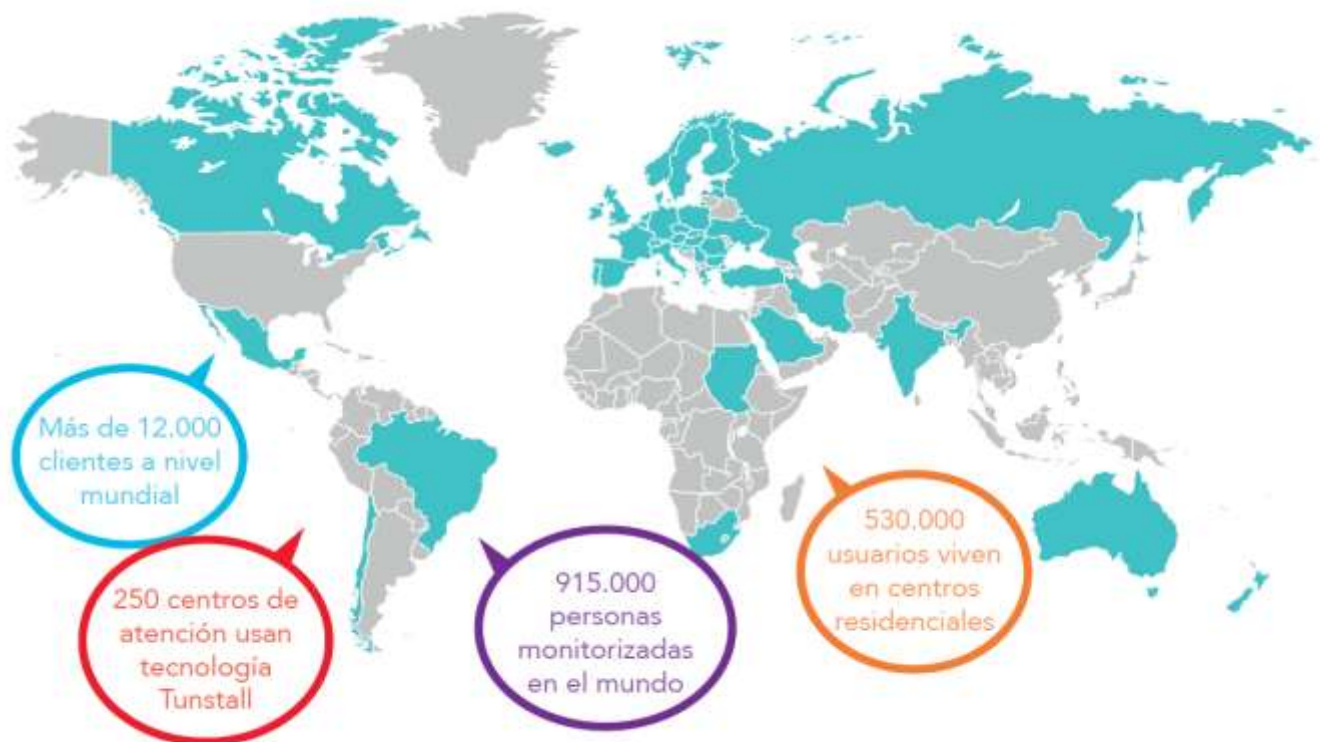 Más de 12.000
clientes a nivel
mundial
250 centros de
atención usan
tecnología
Tunstall
915.000
personas
monitorizadas
en el mundo
530.000
usuarios viven
en centros
residenciales